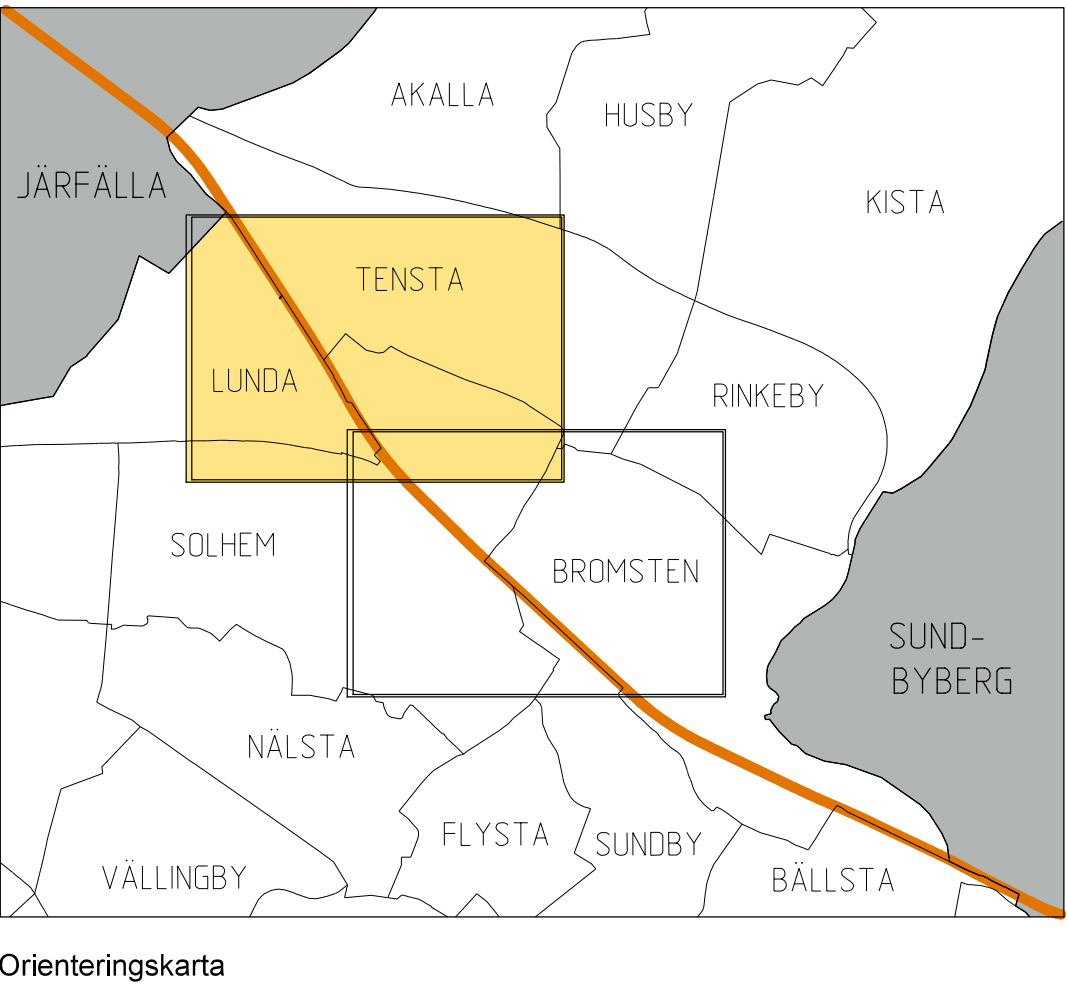 AKALLA
HUSBY
JÄRFÄLLA
KISTA
TENSTA
LUNDA
RINKEBY
SOLHEM
BROMSTEN
SUND-
BYBERG
NÄLSTA
FLYSTA
SUNDBY
VÄLLINGBY
BÄLLSTA
Orienteringskarta